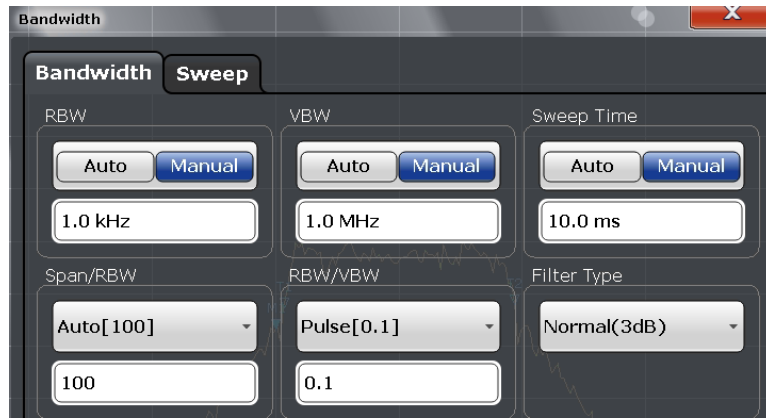 Bandwidth
Bandwidth Sweep
RBW VBW Sweep Time
Auto Manual Auto Manual Auto Manual
1.0 kHz 1.0 MHz 10.0 ms
Span/RBW RBW/VBW Filter Type
Auto[100] Pulse[0.1] Normal(3dB)
100 0.1